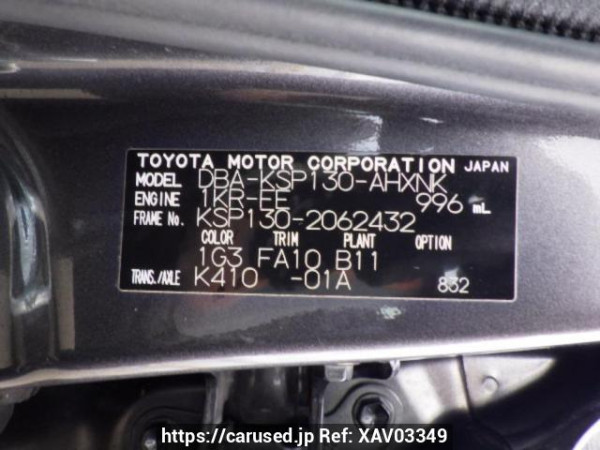 TOYOTA MOTOR CORPORATION JAPAN
MODEL DBA-KSP130-AHXNK
ENGINE 1KR-FE 996 mL
FRAME No. KSP130-2062432
COLOR TRIM PLANT OPTION
1G3 FA10 B11
TRANS./AXLE K410 -01A 832
https://carused.jp Ref: XAV03349